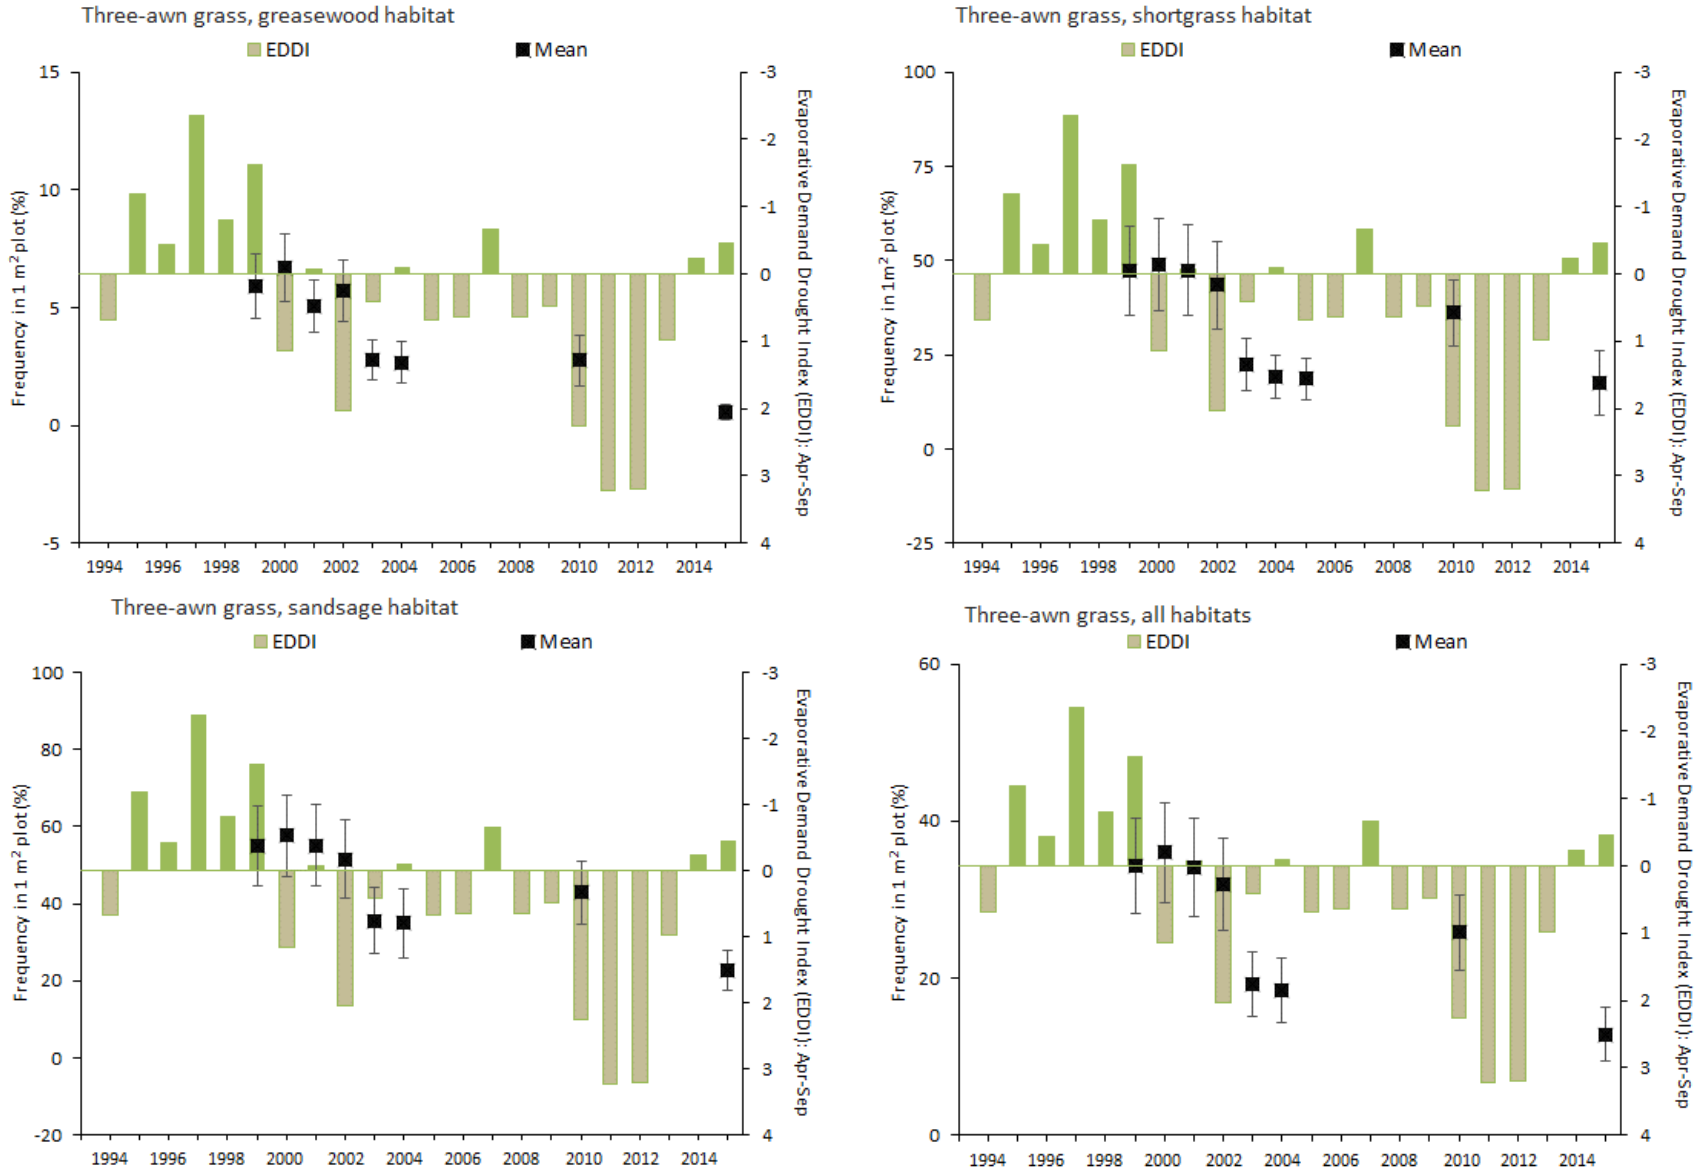 Three-awn grass, greasewood habitat
EDDI Mean
Frequency in 1 m² plot (%)
15
10
5
0
-5
-3
-2
-1
0
1
2
3
4
Evaporative Demand Drought Index (EDDI): Apr-Sep
1994 1996 1998 2000 2002 2004 2006 2008 2010 2012 2014
Three-awn grass, shortgrass habitat
EDDI Mean
Frequency in 1m² plot (%)
100
75
50
25
0
-25
-3
-2
-1
0
1
2
3
4
Evaporative Demand Drought Index (EDDI): Apr-Sep
1994 1996 1998 2000 2002 2004 2006 2008 2010 2012 2014
Three-awn grass, sandsage habitat
EDDI Mean
Frequency in 1 m² plot (%)
100
80
60
40
20
0
-20
-3
-2
-1
0
1
2
3
4
Evaporative Demand Drought Index (EDDI): Apr-Sep
1994 1996 1998 2000 2002 2004 2006 2008 2010 2012 2014
Three-awn grass, all habitats
EDDI Mean
Frequency in 1 m² plot (%)
60
40
20
0
-3
-2
-1
0
1
2
3
4
Evaporative Demand Drought Index (EDDI): Apr-Sep
1994 1996 1998 2000 2002 2004 2006 2008 2010 2012 2014